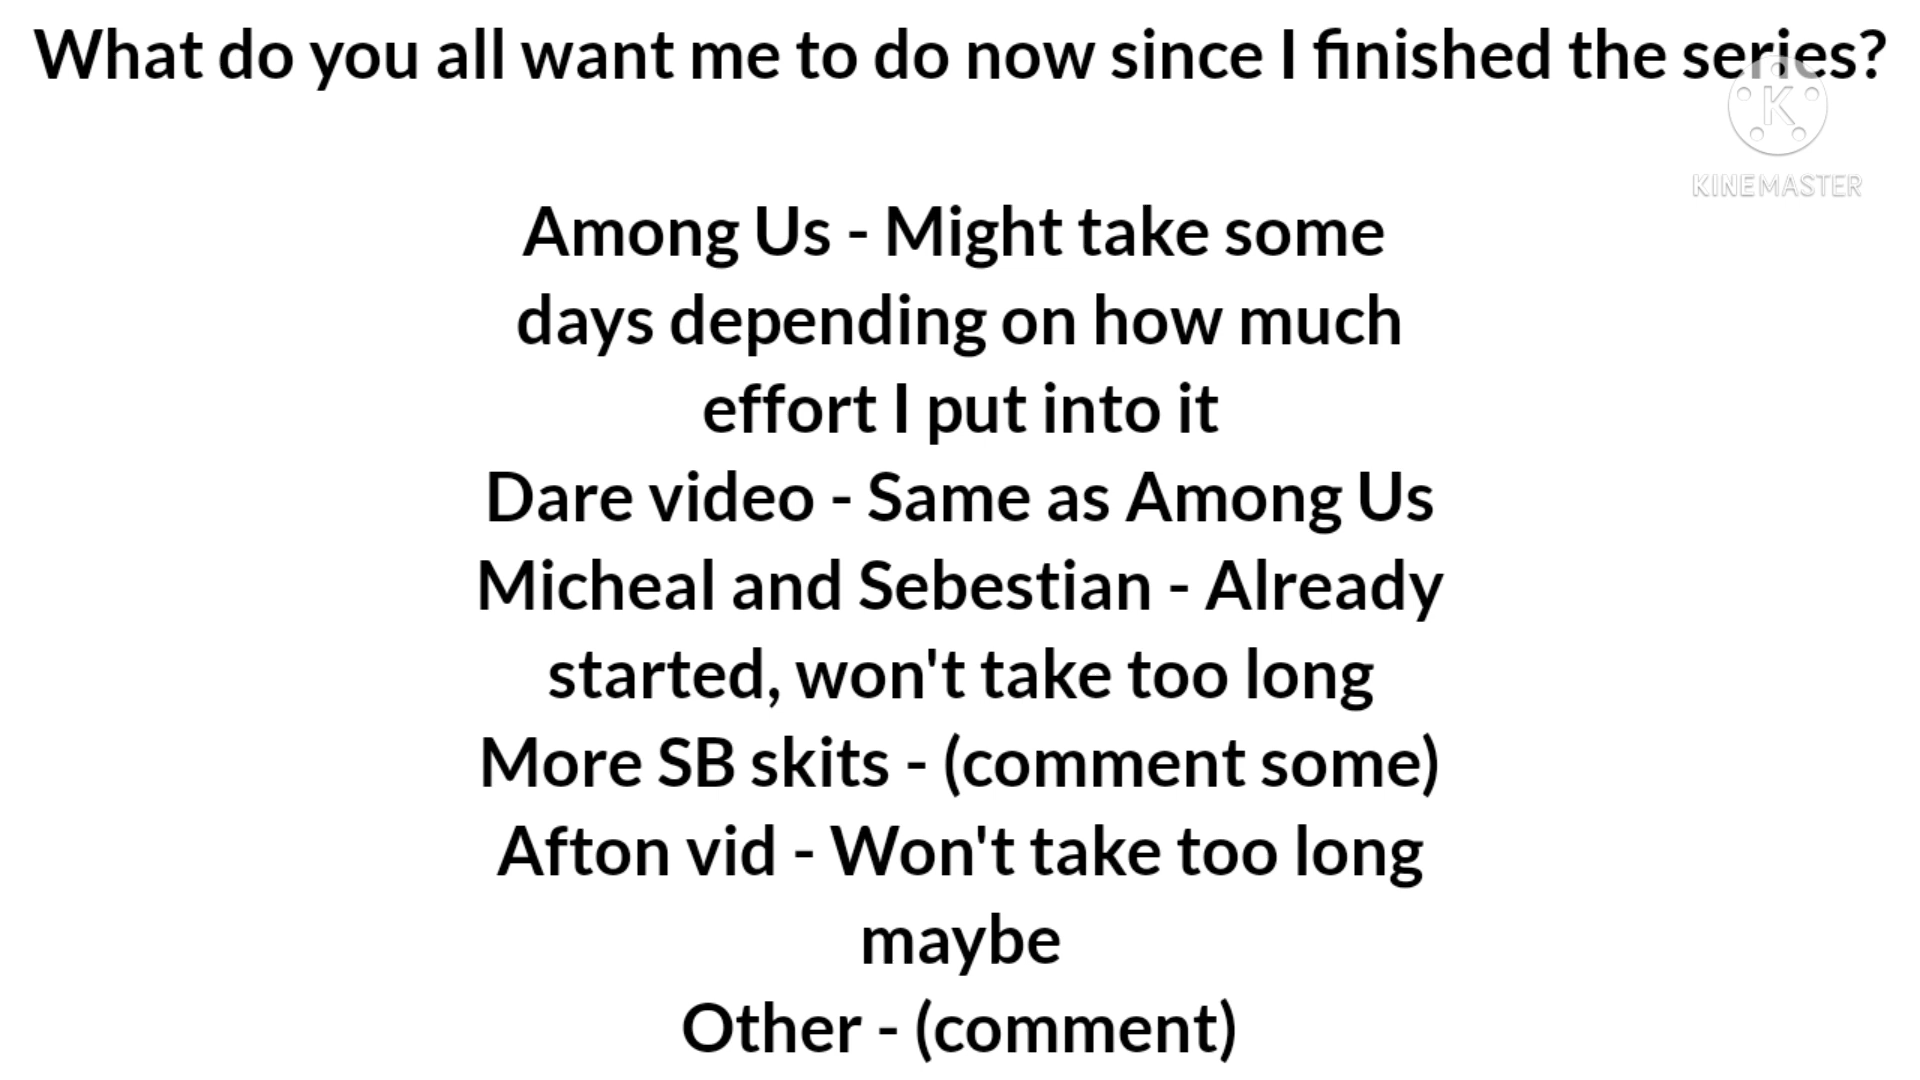 What do you all want me to do now since I finished the series?
KINEMASTER
Among Us - Might take some
days depending on how much
effort I put into it
Dare video - Same as Among Us
Micheal and Sebestian - Already
started, won't take too long
More SB skits - (comment some)
Afton vid - Won't take too long
maybe
Other - (comment)